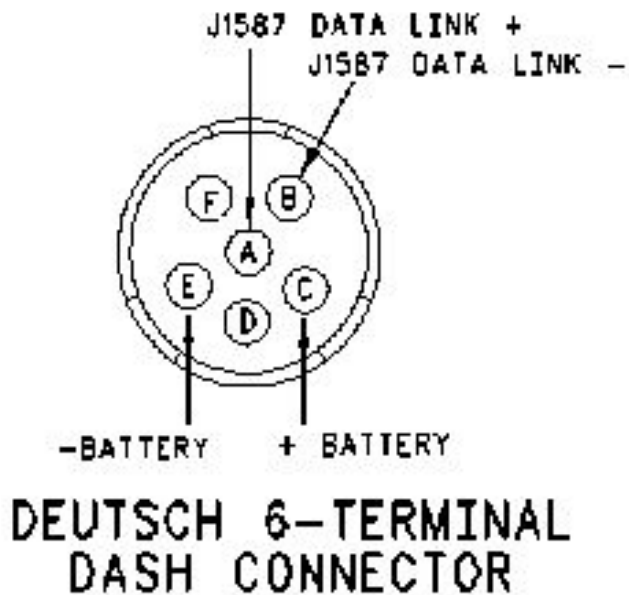 J1587 DATA LINK +
J1587 DATA LINK -
F B
A
E C
D
-BATTERY + BATTERY
DEUTSCH 6-TERMINAL
DASH CONNECTOR